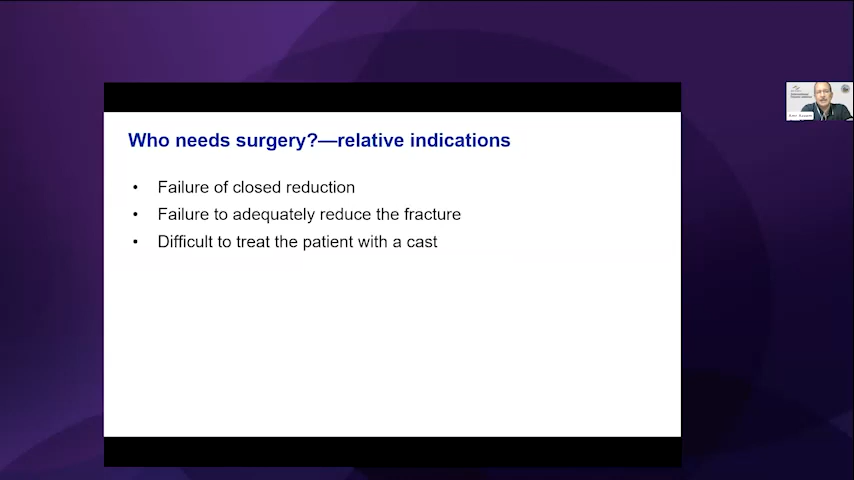 Who needs surgery?—relative indications
• Failure of closed reduction
• Failure to adequately reduce the fracture
• Difficult to treat the patient with a cast